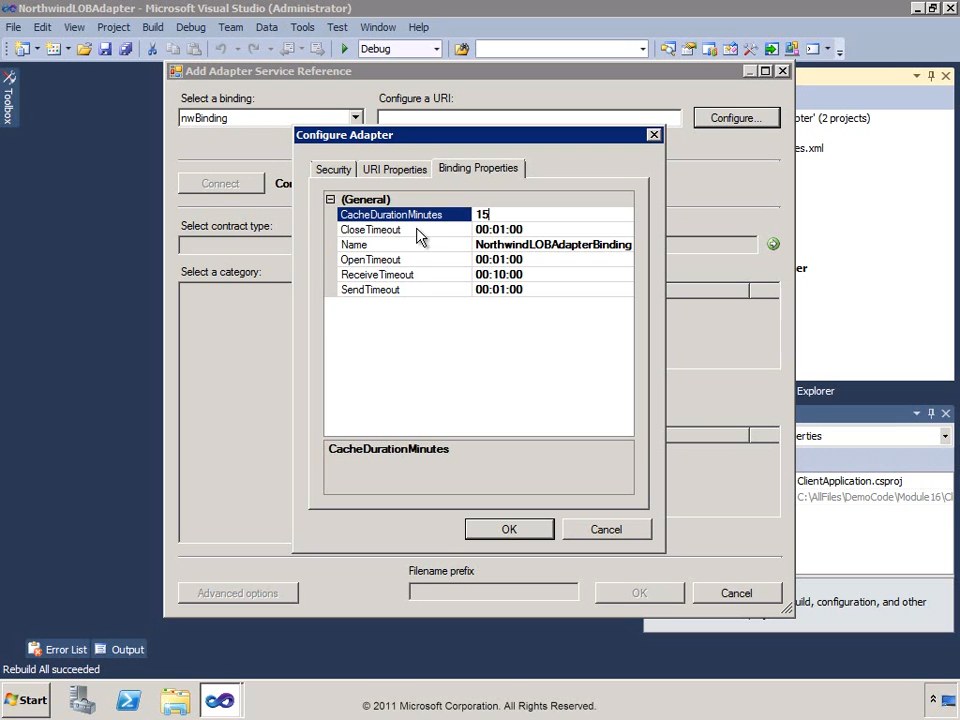 NorthwindLOBAdapter - Microsoft Visual Studio (Administrator)
File Edit View Project Build Debug Team Data Tools Test Window Help
Debug
Toolbox
Add Adapter Service Reference
Select a binding:
Configure a URI:
nwBinding
Configure...
pter' (2 projects)
es.xml
Configure Adapter
Security URI Properties Binding Properties
Connect
Co
(General)
CacheDurationMinutes 15
CloseTimeout 00:01:00
Name NorthwindLOBAdapterBinding
OpenTimeout 00:01:00
ReceiveTimeout 00:10:00
SendTimeout 00:01:00
Select contract type:
Select a category:
er
Explorer
erties
CacheDurationMinutes
ClientApplication.csproj
C:\AllFiles\DemoCode\Module16\Cl
OK Cancel
Filename prefix
Advanced options
OK Cancel
uild, configuration, and other
Error List Output
Rebuild All succeeded
Start
© 2011 Microsoft Corporation. All Rights Reserved.